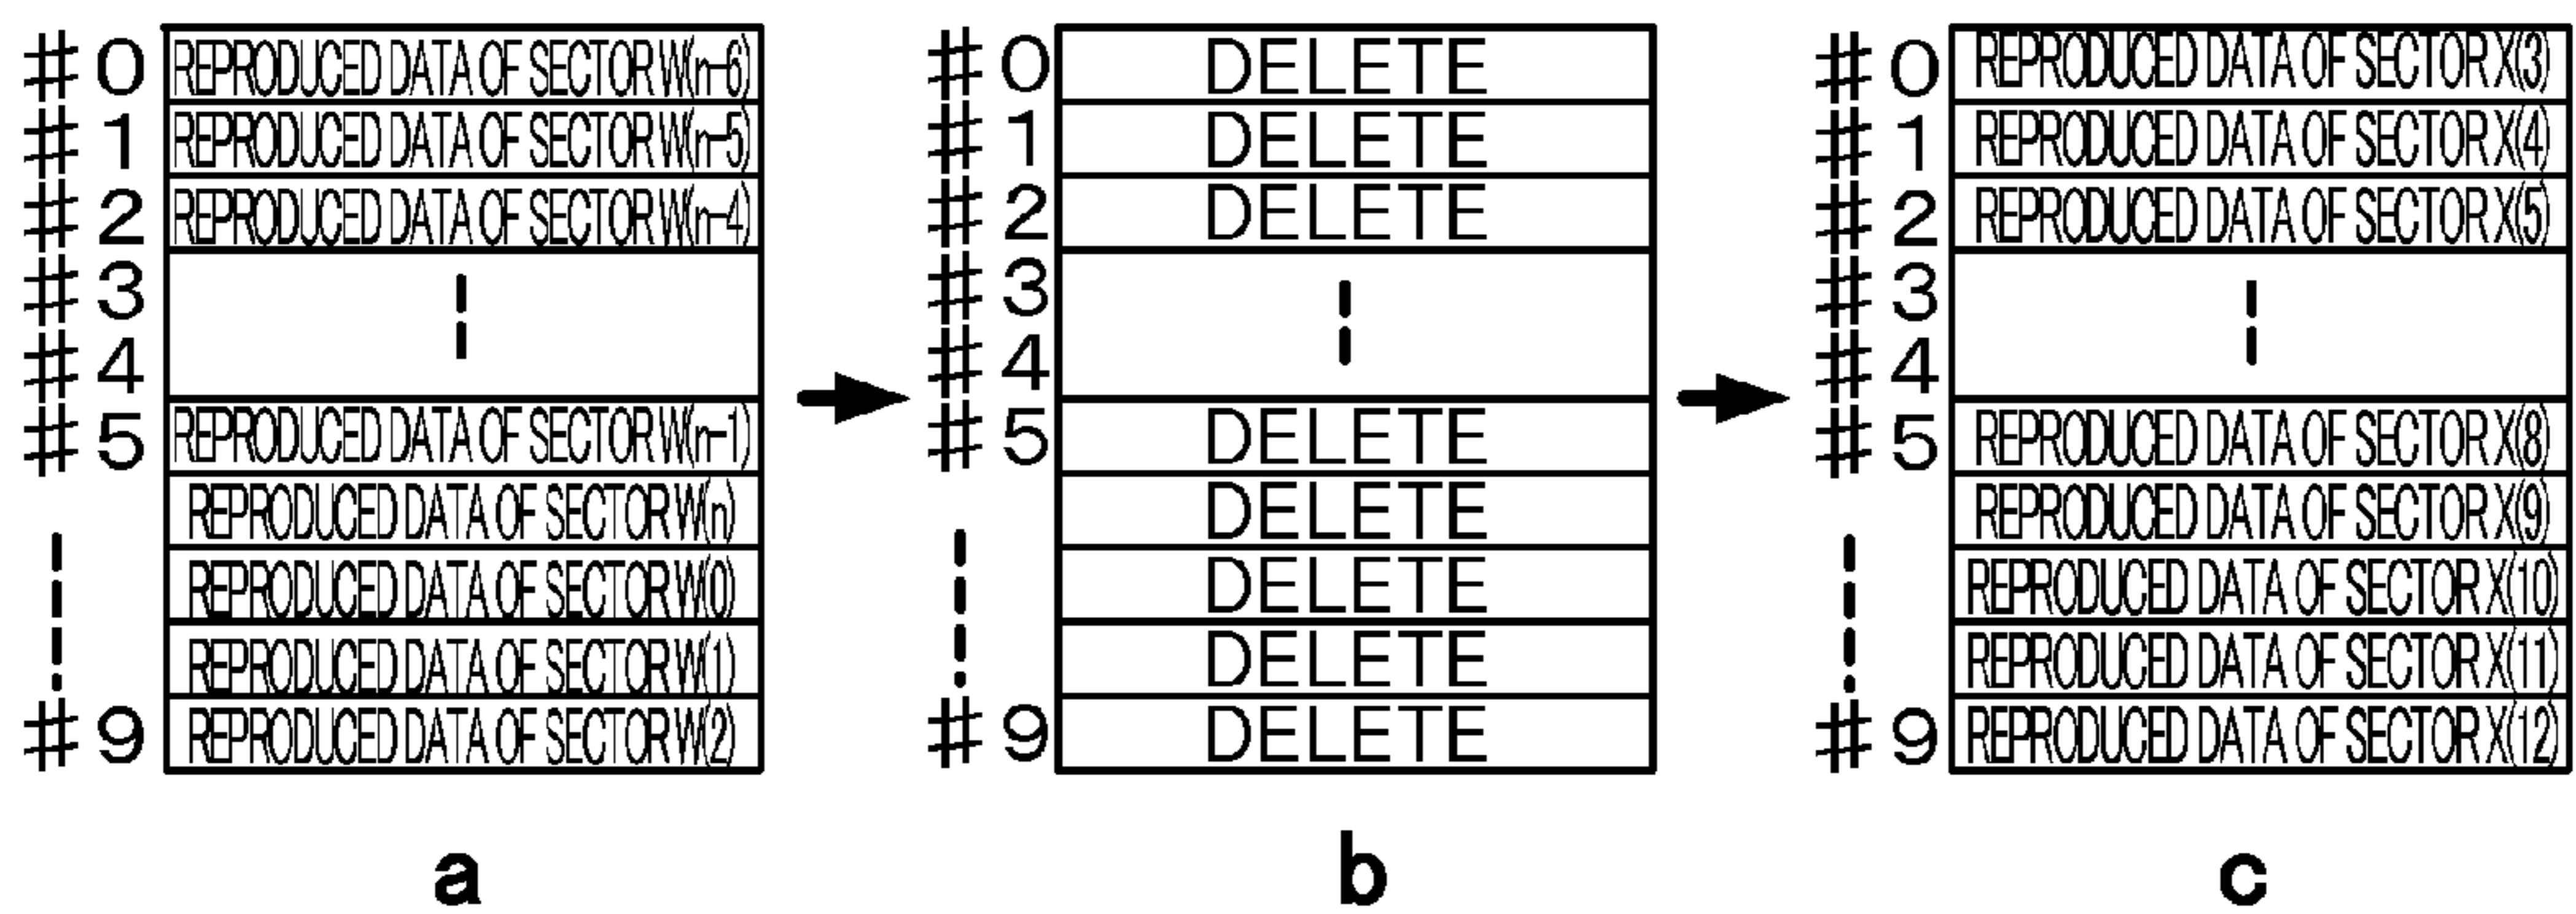 #0 REPRODUCED DATA OF SECTOR W(n-6)
#1 REPRODUCED DATA OF SECTOR W(n-5)
#2 REPRODUCED DATA OF SECTOR W(n-4)
#3
#4
#5 REPRODUCED DATA OF SECTOR W(n-1)
REPRODUCED DATA OF SECTOR W(n)
REPRODUCED DATA OF SECTOR W(0)
REPRODUCED DATA OF SECTOR W(1)
#9 REPRODUCED DATA OF SECTOR W(2)
a
#0 DELETE
#1 DELETE
#2 DELETE
#3
#4
#5 DELETE
DELETE
DELETE
DELETE
#9 DELETE
b
#0 REPRODUCED DATA OF SECTOR X(3)
#1 REPRODUCED DATA OF SECTOR X(4)
#2 REPRODUCED DATA OF SECTOR X(5)
#3
#4
#5 REPRODUCED DATA OF SECTOR X(8)
REPRODUCED DATA OF SECTOR X(9)
REPRODUCED DATA OF SECTOR X(10)
REPRODUCED DATA OF SECTOR X(11)
#9 REPRODUCED DATA OF SECTOR X(12)
c